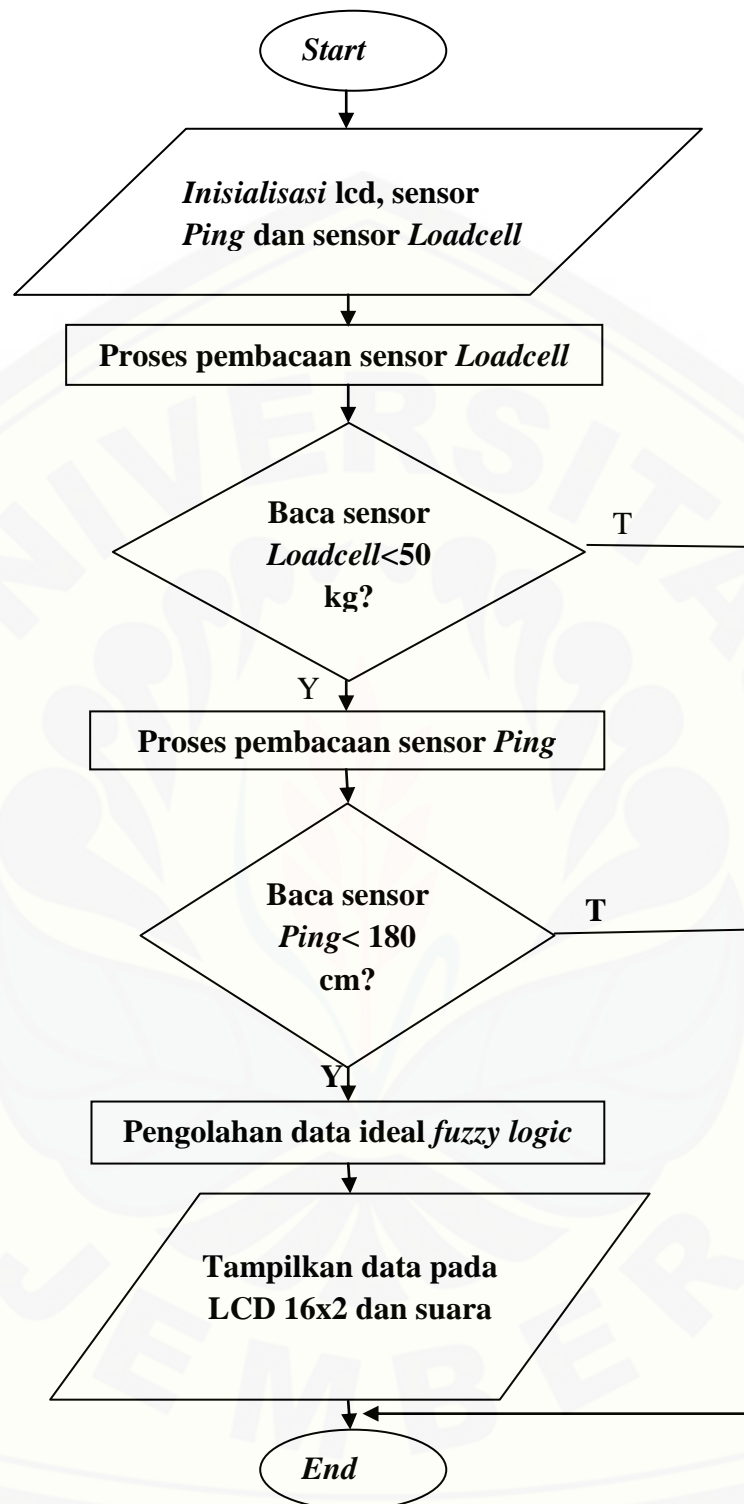 Start
Inisialisasi lcd, sensor
Ping dan sensor Loadcell
Proses pembacaan sensor Loadcell
Baca sensor
Loadcell<50
kg?
T
Y
Proses pembacaan sensor Ping
Baca sensor
Ping< 180
cm?
T
Y
Pengolahan data ideal fuzzy logic
Tampilkan data pada
LCD 16x2 dan suara
End
UNIVERSITA
JEMBER